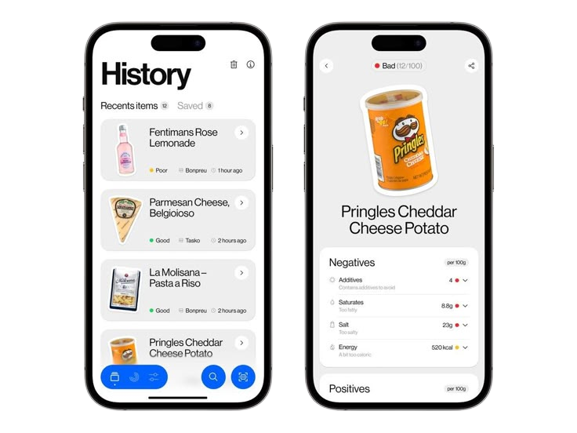 History
Recents items 12 Saved 8
Fentimans Rose
Lemonade
Poor Bonpreu 1 hour ago
Parmesan Cheese,
Belgioioso
Good Tasko 2 hours ago
La Molisana –
Pasta a Riso
Good Bonpreu 2 hours ago
Pringles Cheddar
Cheese Potato
Bad (12/100)
Pringles
Pringles Cheddar
Cheese Potato
Negatives per 100g
Additives 4
Contains additives to avoid
Saturates 8.8g
Too fatty
Salt 23g
Too salty
Energy 520 kcal
A bit too caloric
Positives per 100g